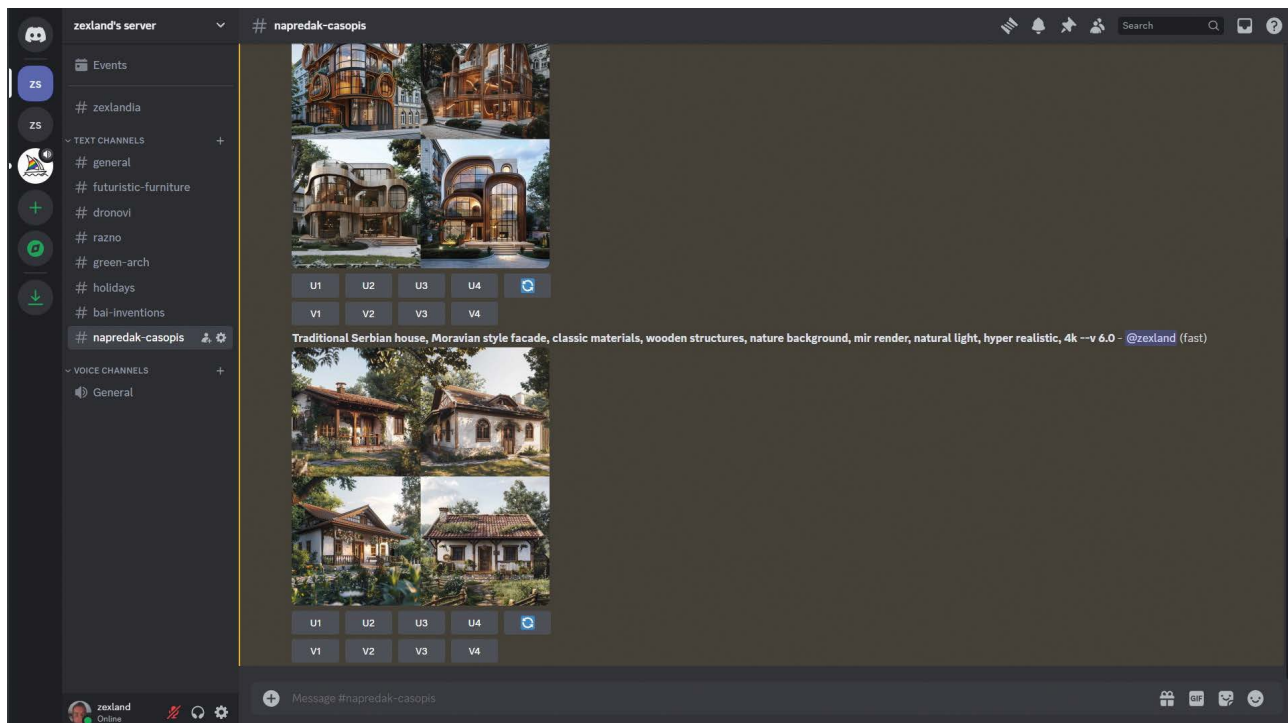 zexland's server
napredak-casopis
Search
ZS
ZS
Events
zexlandia
TEXT CHANNELS
general
futuristic-furniture
dronovi
razno
green-arch
holidays
bai-inventions
napredak-casopis
VOICE CHANNELS
General
U1 U2 U3 U4
V1 V2 V3 V4
Traditional Serbian house, Moravian style facade, classic materials, wooden structures, nature background, mir render, natural light, hyper realistic, 4k --v 6.0 - @zexland (fast)
U1 U2 U3 U4
V1 V2 V3 V4
zexland
Online
Message #napredak-casopis
GIF